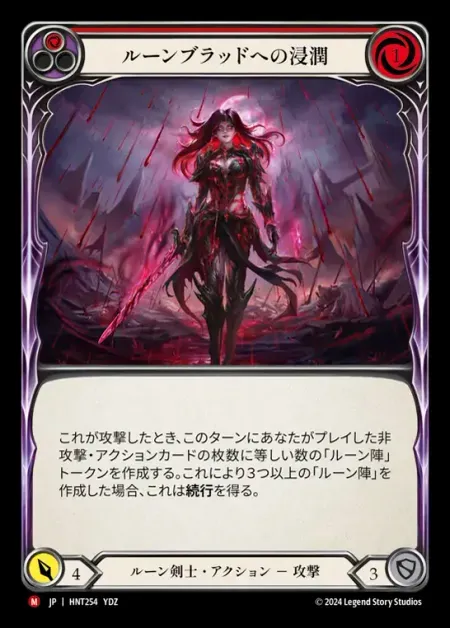 ルーンブラッドへの浸潤
1
これが攻撃したとき、このターンにあなたがプレイした非
攻撃・アクションカードの枚数に等しい数の「ルーン陣」
トークンを作成する。これにより3つ以上の「ルーン陣」を
作成した場合、これは続行を得る。
4
ルーン剣士・アクション － 攻撃
3
M JP | HNT254 YDZ
© 2024 Legend Story Studios